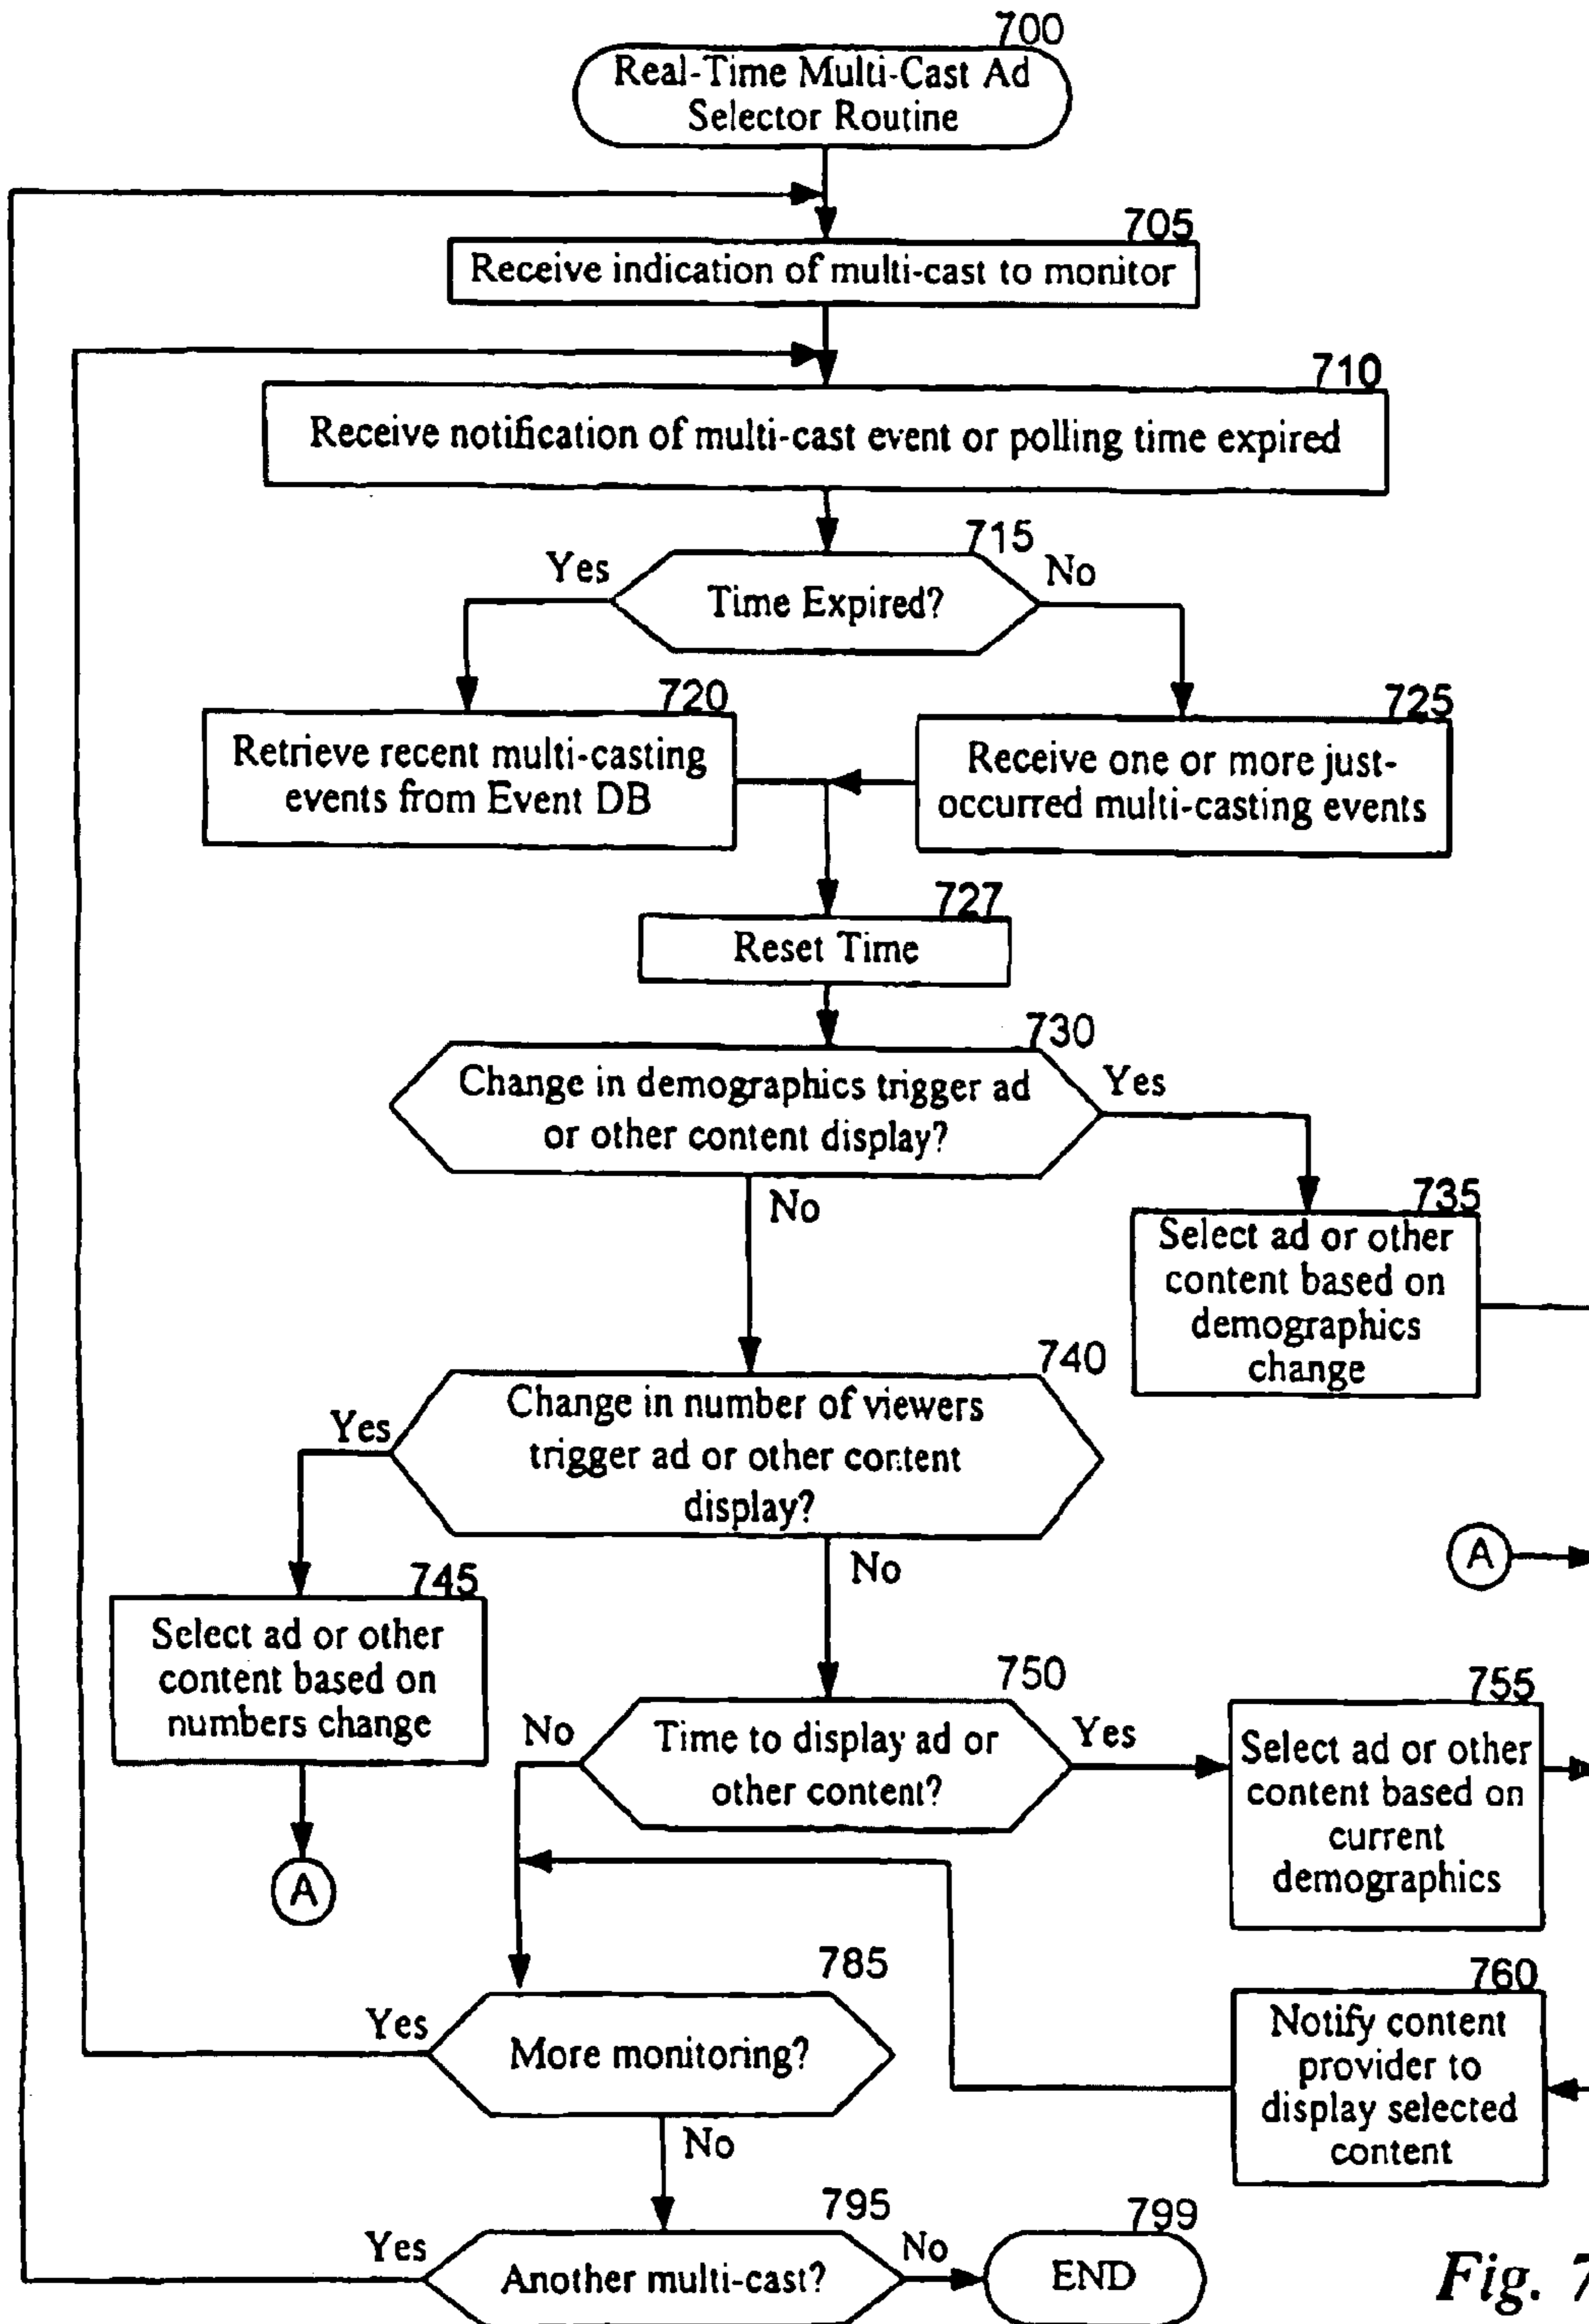 700
Real-Time Multi-Cast Ad
Selector Routine
705
Receive indication of multi-cast to monitor
710
Receive notification of multi-cast event or polling time expired
715
Yes
Time Expired?
No
720
Retrieve recent multi-casting
events from Event DB
725
Receive one or more just-
occurred multi-casting events
727
Reset Time
730
Change in demographics trigger ad
or other content display?
Yes
No
735
Select ad or other
content based on
demographics
change
740
Change in number of viewers
trigger ad or other content
display?
Yes
No
A
745
Select ad or other
content based on
numbers change
A
750
No
Time to display ad or
other content?
Yes
755
Select ad or other
content based on
current
demographics
760
Notify content
provider to
display selected
content
785
Yes
More monitoring?
No
795
Yes
Another multi-cast?
No
799
END
Fig. 7